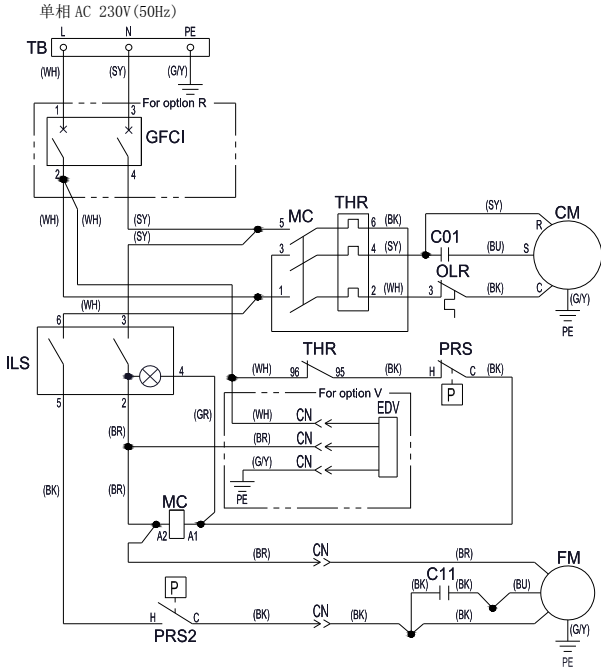 单相 AC 230V(50Hz)
L N PE
TB
(WH) (SY) (G/Y)
For option R
1 3
GFCI
2 4
(WH) (WH) (SY)
(SY)
5 MC THR 6 (BK) (SY) CM
R
3 4 (SY) C01 (BU) S
OLR
1 2 (WH) 3 (BK) C
(G/Y)
PE
(WH)
6 3
ILS
4
5 2
(GR)
THR PRS
(WH) 96 95 (BK) H C (BK)
P
For option V
(WH) CN EDV
(BR) CN
(G/Y) CN
PE
(BR)
(BK) (BR)
MC
A2 A1
(BR) CN (BR)
FM
(BK) C11 (BK) (BU)
P
H C (BK) CN (BK) (BK)
PRS2
(G/Y)
PE